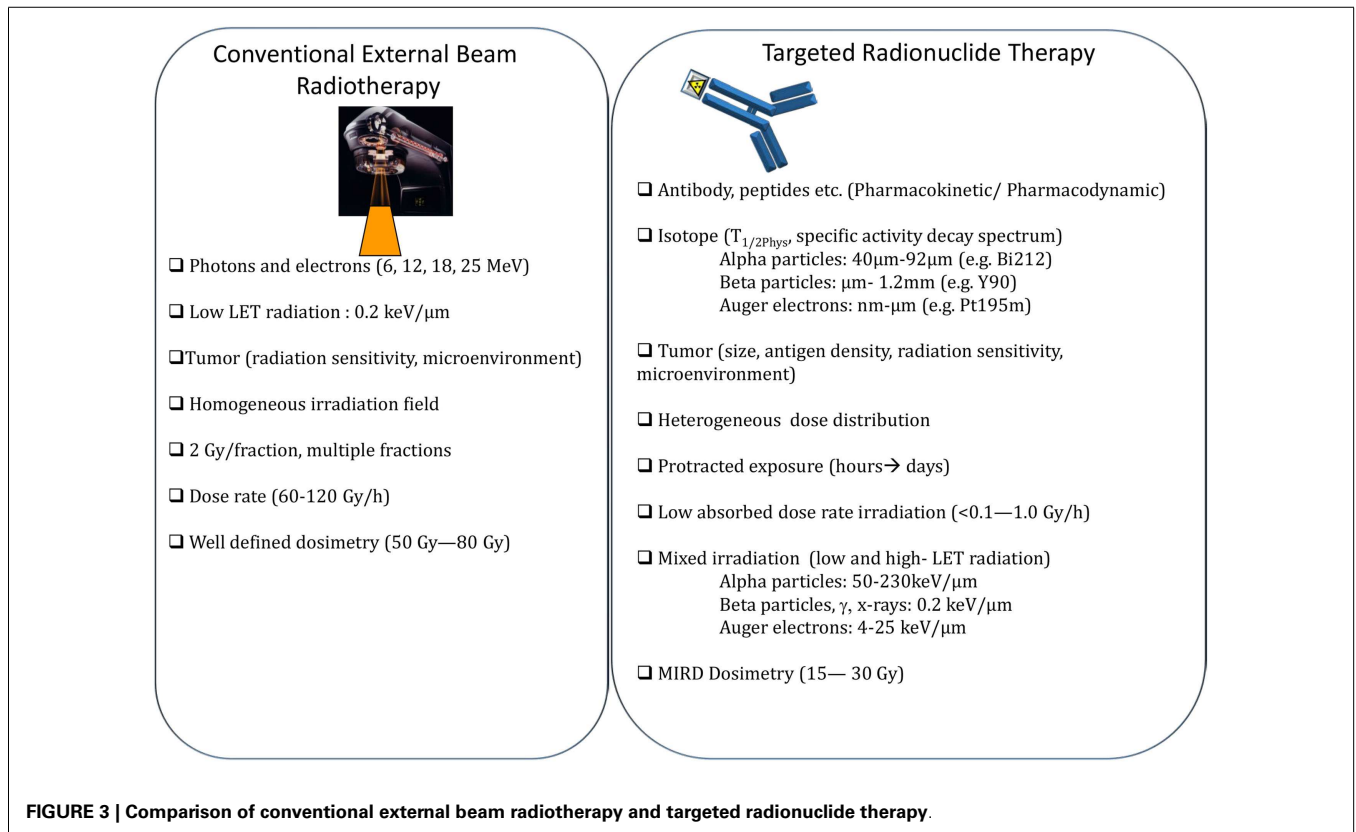 Conventional External Beam
Radiotherapy
❑ Photons and electrons (6, 12, 18, 25 MeV)
❑ Low LET radiation : 0.2 keV/µm
❑Tumor (radiation sensitivity, microenvironment)
❑ Homogeneous irradiation field
❑ 2 Gy/fraction, multiple fractions
❑ Dose rate (60-120 Gy/h)
❑ Well defined dosimetry (50 Gy—80 Gy)
Targeted Radionuclide Therapy
❑ Antibody, peptides etc. (Pharmacokinetic/ Pharmacodynamic)
❑ Isotope (T1/2Phys, specific activity decay spectrum)
Alpha particles: 40µm-92µm (e.g. Bi212)
Beta particles: µm- 1.2mm (e.g. Y90)
Auger electrons: nm-µm (e.g. Pt195m)
❑ Tumor (size, antigen density, radiation sensitivity,
microenvironment)
❑ Heterogeneous dose distribution
❑ Protracted exposure (hours→ days)
❑ Low absorbed dose rate irradiation (<0.1—1.0 Gy/h)
❑ Mixed irradiation (low and high- LET radiation)
Alpha particles: 50-230keV/µm
Beta particles, γ, x-rays: 0.2 keV/µm
Auger electrons: 4-25 keV/µm
❑ MIRD Dosimetry (15— 30 Gy)
FIGURE 3 | Comparison of conventional external beam radiotherapy and targeted radionuclide therapy.